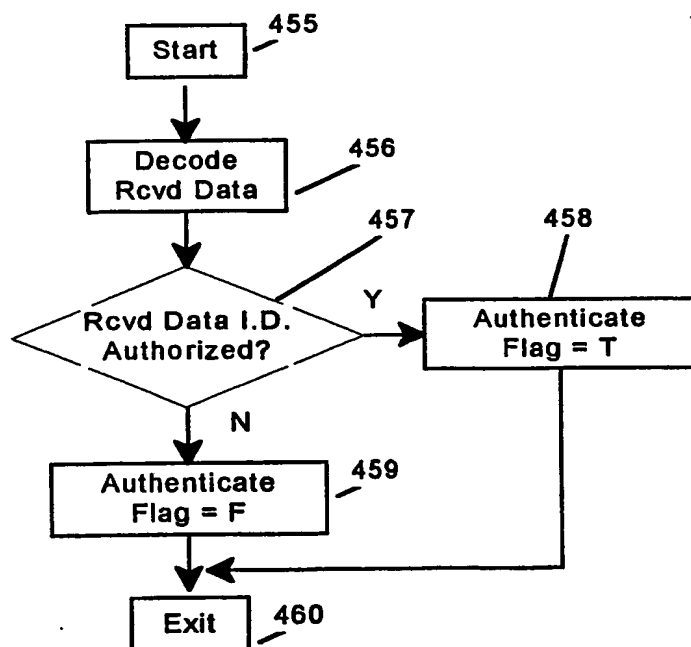 455
Start
Decode
Rcvd Data
456
457
458
Rcvd Data I.D.
Authorized?
Y
Authenticate
Flag = T
N
Authenticate
Flag = F
459
Exit
460